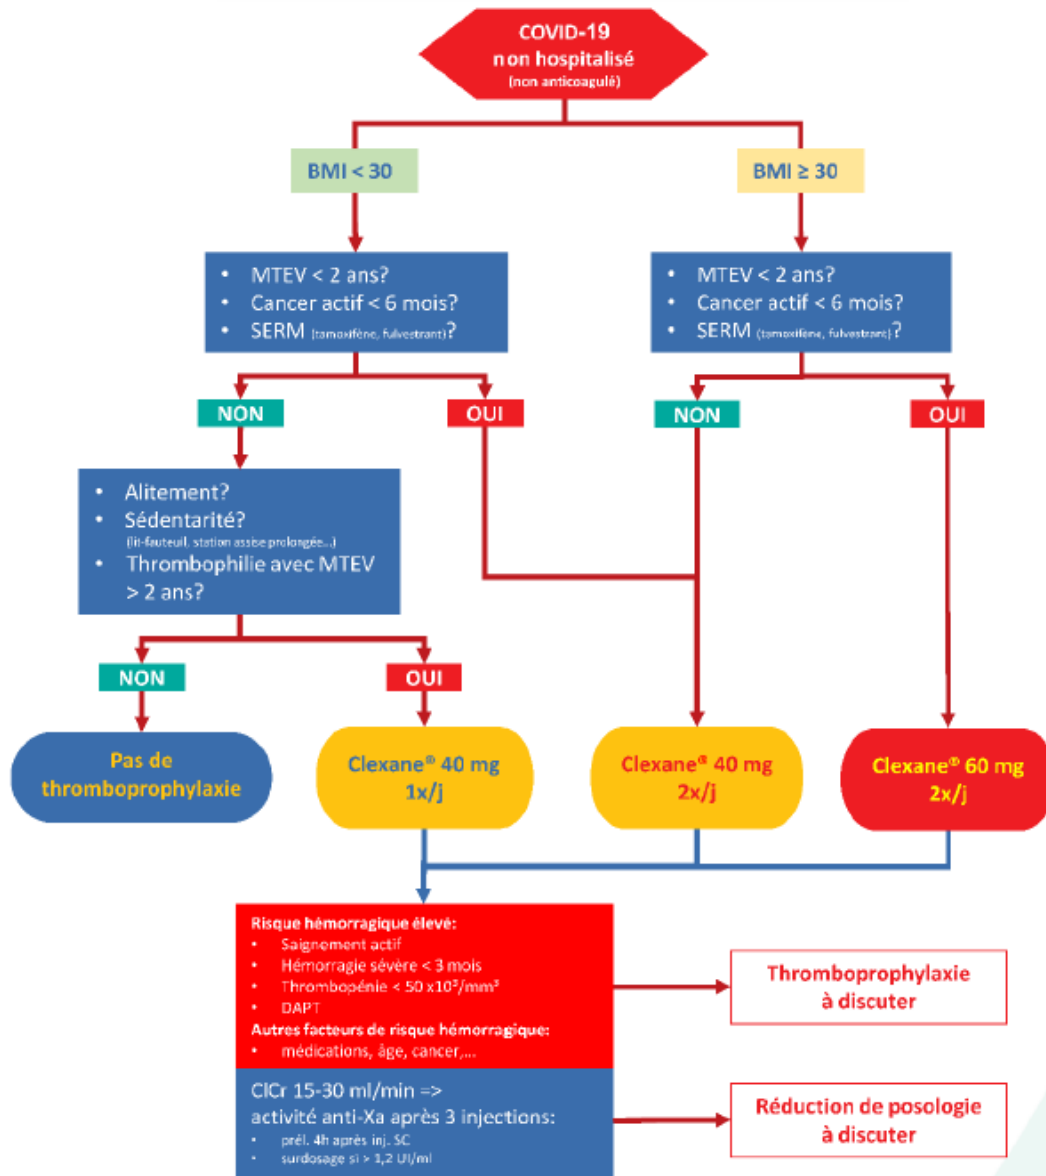 COVID-19
non hospitalisé
(non anticoagulé)
BMI < 30
BMI ≥ 30
• MTEV < 2 ans?
• Cancer actif < 6 mois?
• SERM (tamoxifène, fulvestrant)?
• MTEV < 2 ans?
• Cancer actif < 6 mois?
• SERM (tamoxifène, fulvestrant)?
NON
OUI
NON
OUI
• Alitement?
• Sédentarité?
(lit-fauteuil, station assise prolongée...)
• Thrombophilie avec MTEV
> 2 ans?
NON
OUI
Pas de
thromboprophylaxie
Clexane® 40 mg
1x/j
Clexane® 40 mg
2x/j
Clexane® 60 mg
2x/j
Risque hémorragique élevé:
• Saignement actif
• Hémorragie sévère < 3 mois
• Thrombopénie < 50 x10³/mm³
• DAPT
Autres facteurs de risque hémorragique:
• médications, âge, cancer,...
Thromboprophylaxie
à discuter
ClCr 15-30 ml/min =>
activité anti-Xa après 3 injections:
• prél. 4h après inj. SC
• surdosage si > 1,2 UI/ml
Réduction de posologie
à discuter